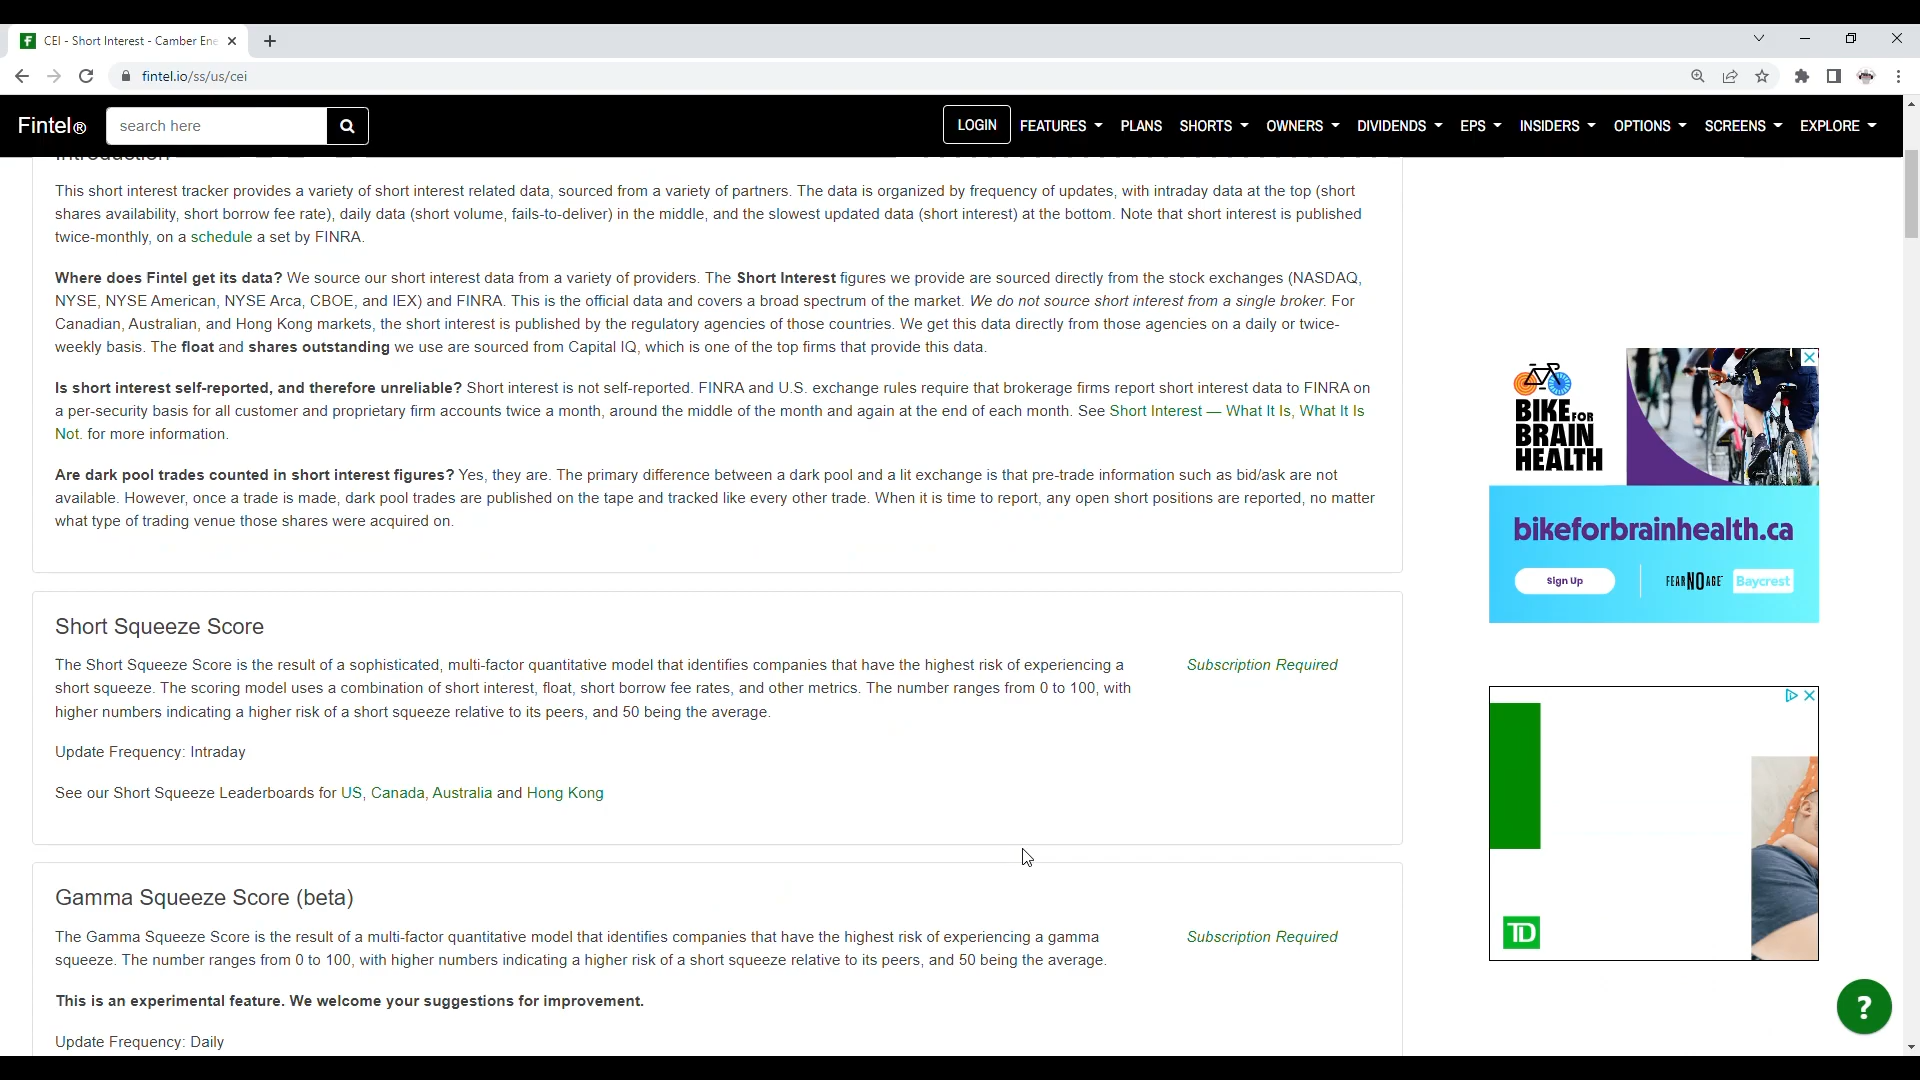 CEI - Short Interest - Camber Ene
fintel.io/ss/us/cei
Fintel®
search here
LOGIN FEATURES PLANS SHORTS OWNERS DIVIDENDS EPS INSIDERS OPTIONS SCREENS EXPLORE
This short interest tracker provides a variety of short interest related data, sourced from a variety of partners. The data is organized by frequency of updates, with intraday data at the top (short
shares availability, short borrow fee rate), daily data (short volume, fails-to-deliver) in the middle, and the slowest updated data (short interest) at the bottom. Note that short interest is published
twice-monthly, on a schedule a set by FINRA.
Where does Fintel get its data? We source our short interest data from a variety of providers. The Short Interest figures we provide are sourced directly from the stock exchanges (NASDAQ,
NYSE, NYSE American, NYSE Arca, CBOE, and IEX) and FINRA. This is the official data and covers a broad spectrum of the market. We do not source short interest from a single broker. For
Canadian, Australian, and Hong Kong markets, the short interest is published by the regulatory agencies of those countries. We get this data directly from those agencies on a daily or twice-
weekly basis. The float and shares outstanding we use are sourced from Capital IQ, which is one of the top firms that provide this data.
Is short interest self-reported, and therefore unreliable? Short interest is not self-reported. FINRA and U.S. exchange rules require that brokerage firms report short interest data to FINRA on
a per-security basis for all customer and proprietary firm accounts twice a month, around the middle of the month and again at the end of each month. See Short Interest — What It Is, What It Is
Not. for more information.
Are dark pool trades counted in short interest figures? Yes, they are. The primary difference between a dark pool and a lit exchange is that pre-trade information such as bid/ask are not
available. However, once a trade is made, dark pool trades are published on the tape and tracked like every other trade. When it is time to report, any open short positions are reported, no matter
what type of trading venue those shares were acquired on.
Short Squeeze Score
The Short Squeeze Score is the result of a sophisticated, multi-factor quantitative model that identifies companies that have the highest risk of experiencing a
short squeeze. The scoring model uses a combination of short interest, float, short borrow fee rates, and other metrics. The number ranges from 0 to 100, with
higher numbers indicating a higher risk of a short squeeze relative to its peers, and 50 being the average.
Subscription Required
Update Frequency: Intraday
See our Short Squeeze Leaderboards for US, Canada, Australia and Hong Kong
Gamma Squeeze Score (beta)
The Gamma Squeeze Score is the result of a multi-factor quantitative model that identifies companies that have the highest risk of experiencing a gamma
squeeze. The number ranges from 0 to 100, with higher numbers indicating a higher risk of a short squeeze relative to its peers, and 50 being the average.
Subscription Required
This is an experimental feature. We welcome your suggestions for improvement.
Update Frequency: Daily
BIKE FOR
BRAIN
HEALTH
bikeforbrainhealth.ca
Sign Up
FEAR NO AGE
Baycrest
TD
?